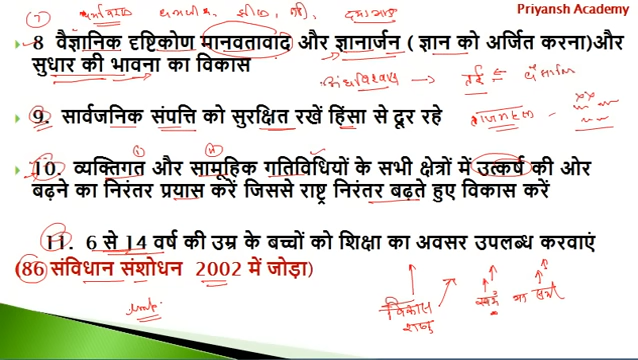 Priyansh Academy
8 वैज्ञानिक दृष्टिकोण मानवतावाद और ज्ञानार्जन ( ज्ञान को अर्जित करना)और
सुधार की भावना का विकास
अंधविश्वास तर्क
9. सार्वजनिक संपत्ति को सुरक्षित रखें हिंसा से दूर रहे
10. व्यक्तिगत और सामूहिक गतिविधियों के सभी क्षेत्रों में उत्कर्ष की ओर
बढ़ने का निरंतर प्रयास करें जिससे राष्ट्र निरंतर बढ़ते हुए विकास करें
11. 6 से 14 वर्ष की उम्र के बच्चों को शिक्षा का अवसर उपलब्ध करवाएं
(86 संविधान संशोधन 2002 में जोड़ा)
विकास